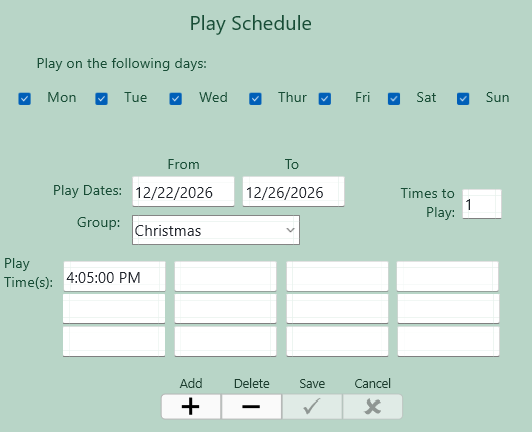 Play Schedule
Play on the following days:
Mon Tue Wed Thur Fri Sat Sun
From To
Play Dates: 12/22/2026 12/26/2026
Times to
Play: 1
Group: Christmas
Play
Time(s): 4:05:00 PM
Add Delete Save Cancel